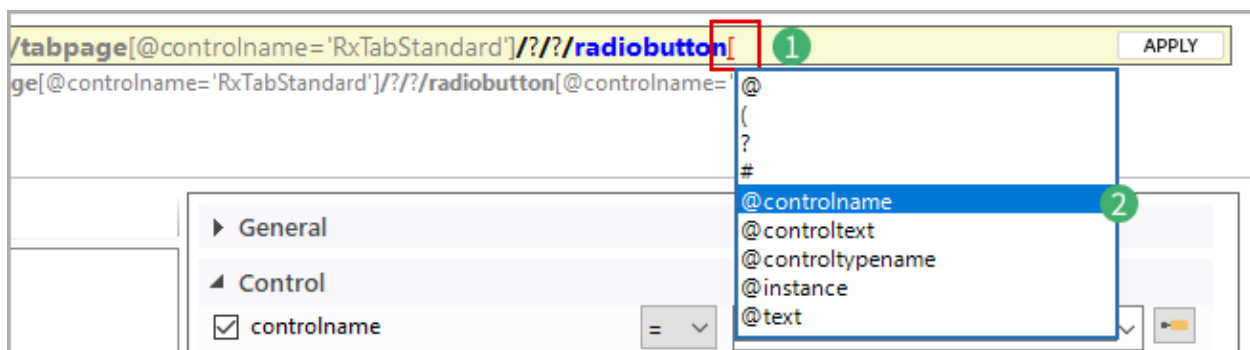 /tabpage[@controlname='RxTabStandard']/?/?/radiobutton[ 1 APPLY
ge[@controlname='RxTabStandard']/?/?/radiobutton[@controlname='
@
(
?
#
@controlname 2
@controltext
@controltypename
@instance
@text
General
Control
controlname =